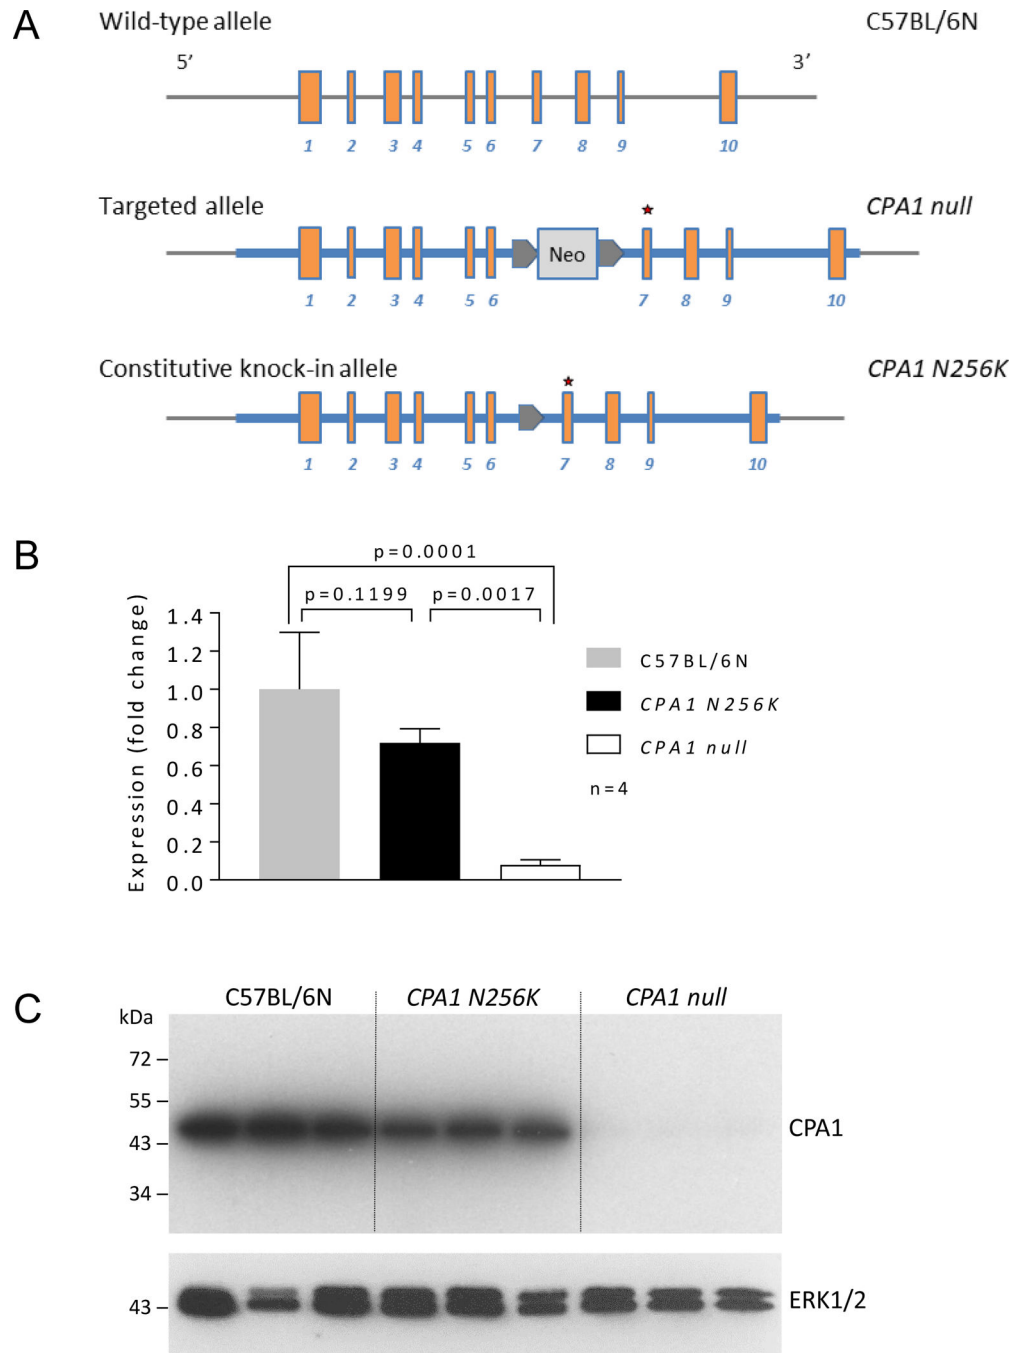 A
Wild-type allele
C57BL/6N
5’
3’
1 2 3 4 5 6 7 8 9 10
Targeted allele
CPA1 null
Neo
1 2 3 4 5 6 7 8 9 10
Constitutive knock-in allele
CPA1 N256K
1 2 3 4 5 6 7 8 9 10
B
p=0.0001
p=0.1199
p=0.0017
Expression (fold change)
1.4
1.2
1.0
0.8
0.6
0.4
0.2
0.0
C57BL/6N
CPA1 N256K
CPA1 null
n=4
C
C57BL/6N
CPA1 N256K
CPA1 null
kDa
72
55
43
34
CPA1
43
ERK1/2